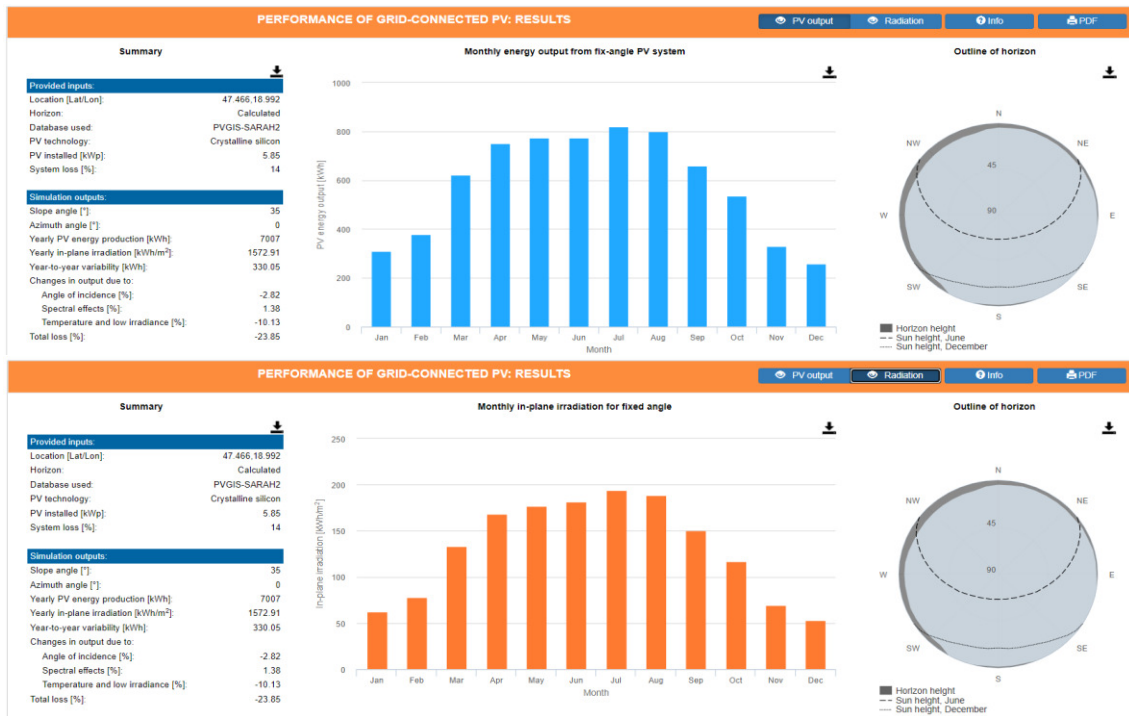 PERFORMANCE OF GRID-CONNECTED PV: RESULTS
PV output
Radiation
Info
PDF
Summary
Provided inputs:
Location [Lat/Lon]: 47.466,18.992
Horizon: Calculated
Database used: PVGIS-SARAH2
PV technology: Crystalline silicon
PV installed [kWp]: 5.85
System loss [%]: 14
Simulation outputs:
Slope angle [°]: 35
Azimuth angle [°]: 0
Yearly PV energy production [kWh]: 7007
Yearly in-plane irradiation [kWh/m²]: 1572.91
Year-to-year variability [kWh]: 330.05
Changes in output due to:
Angle of incidence [%]: -2.82
Spectral effects [%]: 1.38
Temperature and low irradiance [%]: -10.13
Total loss [%]: -23.85
Monthly energy output from fix-angle PV system
PV energy output [kWh]
1000
800
600
400
200
0
Jan Feb Mar Apr May Jun Jul Aug Sep Oct Nov Dec
Month
Outline of horizon
N
NW NE
45
W 90 E
SW SE
S
Horizon height
Sun height, June
Sun height, December
PERFORMANCE OF GRID-CONNECTED PV: RESULTS
PV output
Radiation
Info
PDF
Summary
Provided inputs:
Location [Lat/Lon]: 47.466,18.992
Horizon: Calculated
Database used: PVGIS-SARAH2
PV technology: Crystalline silicon
PV installed [kWp]: 5.85
System loss [%]: 14
Simulation outputs:
Slope angle [°]: 35
Azimuth angle [°]: 0
Yearly PV energy production [kWh]: 7007
Yearly in-plane irradiation [kWh/m²]: 1572.91
Year-to-year variability [kWh]: 330.05
Changes in output due to:
Angle of incidence [%]: -2.82
Spectral effects [%]: 1.38
Temperature and low irradiance [%]: -10.13
Total loss [%]: -23.85
Monthly in-plane irradiation for fixed angle
In-plane irradiation [kWh/m²]
250
200
150
100
50
0
Jan Feb Mar Apr May Jun Jul Aug Sep Oct Nov Dec
Month
Outline of horizon
N
NW NE
45
W 90 E
SW SE
S
Horizon height
Sun height, June
Sun height, December